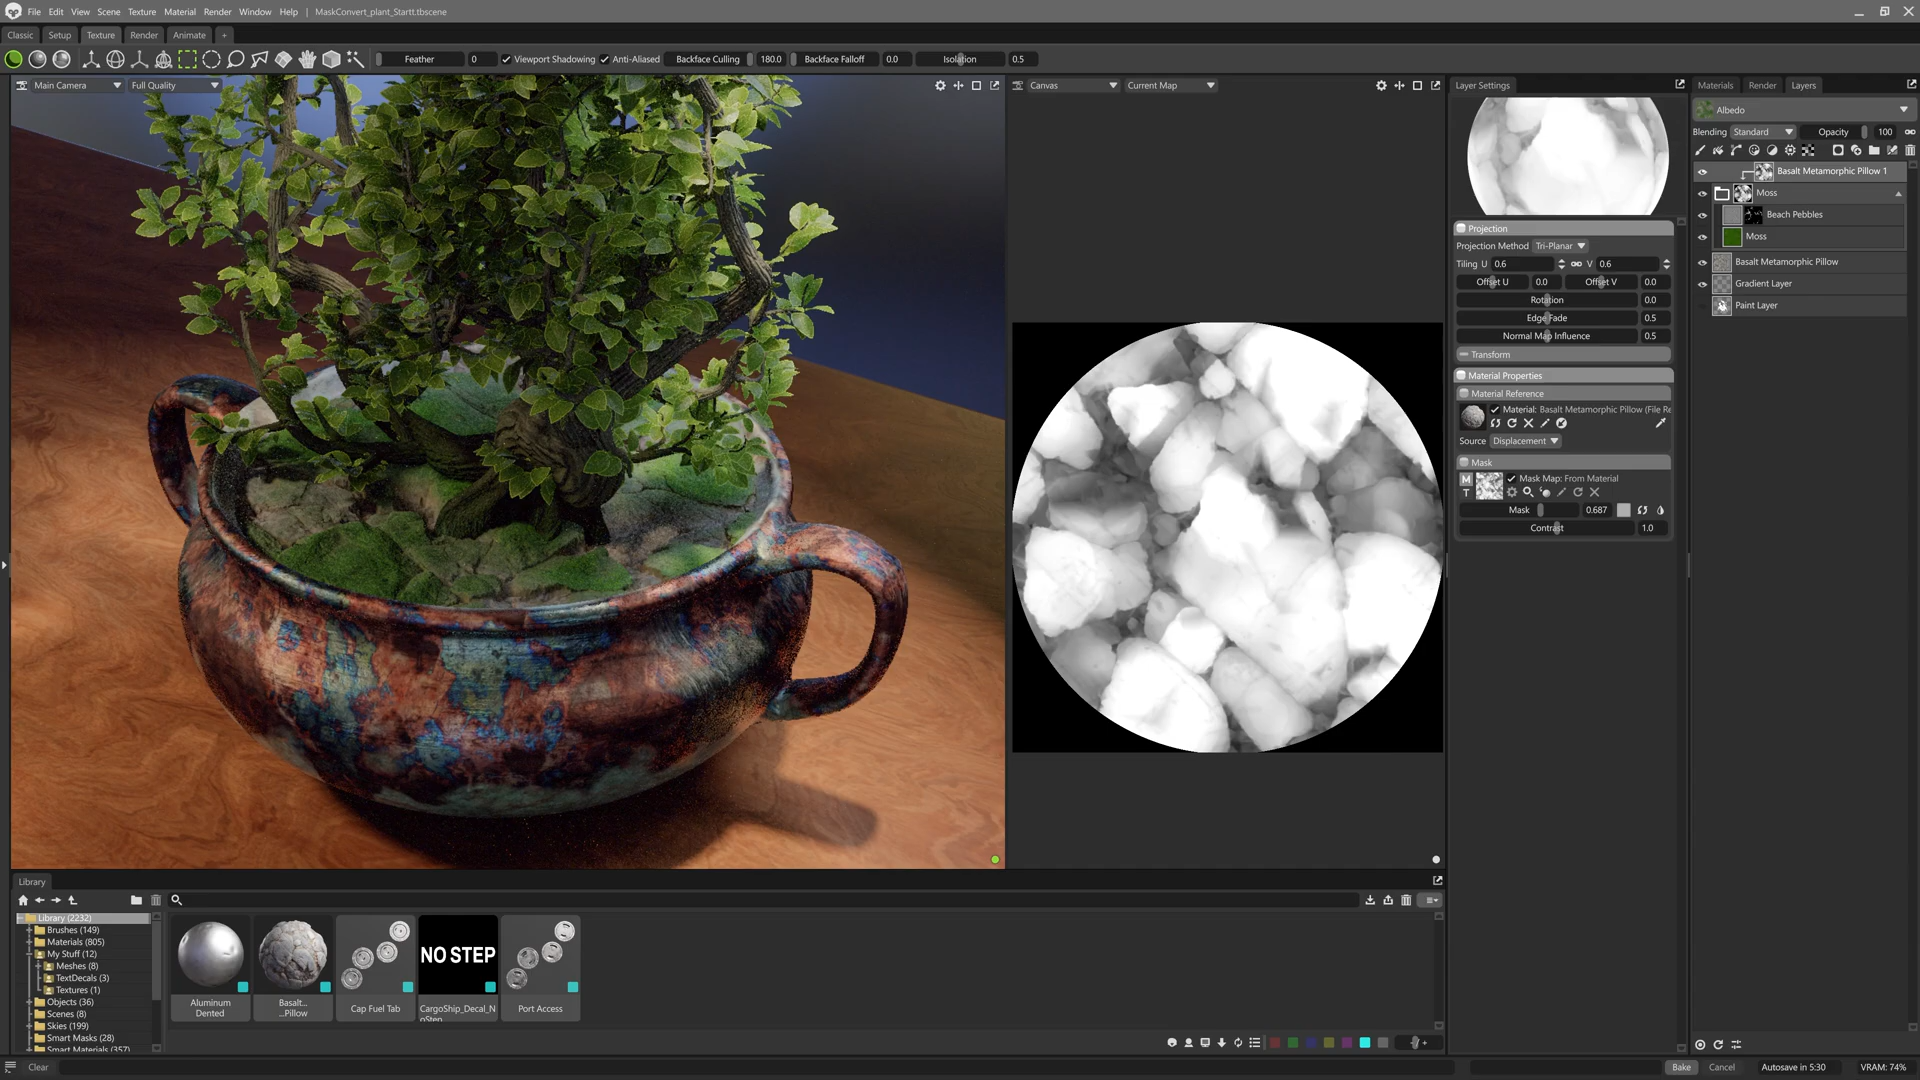 File Edit View Scene Texture Material Render Window Help | MaskConvert_plant_Startt.tbscene
Classic Setup Texture Render Animate +
Feather 0 Viewport Shadowing Anti-Aliased Backface Culling 180.0 Backface Falloff 0.0 Isolation 0.5
Main Camera Full Quality
Canvas Current Map
Layer Settings
Projection
Projection Method Tri-Planar
Tiling U 0.6 V 0.6
Offset U 0.0 Offset V 0.0
Rotation 0.0
Edge Fade 0.5
Normal Map Influence 0.5
Transform
Material Properties
Material Reference
Material: Basalt Metamorphic Pillow (File Re
Source Displacement
Mask
M Mask Map: From Material
T
Mask 0.687
Contrast 1.0
Materials Render Layers
Albedo
Blending Standard Opacity 100
Basalt Metamorphic Pillow 1
Moss
Beach Pebbles
Moss
Basalt Metamorphic Pillow
Gradient Layer
Paint Layer
Library
Library (2232)
Brushes (149)
Materials (805)
My Stuff (12)
Meshes (8)
TextDecals (3)
Textures (1)
Objects (36)
Scenes (8)
Skies (199)
Smart Masks (28)
Smart Materials (357)
Aluminum
Dented
Basalt...
...Pillow
Cap Fuel Tab
NO STEP
CargoShip_Decal_N
oStep
Port Access
Clear
Bake Cancel Autosave in 5:30 VRAM: 74%